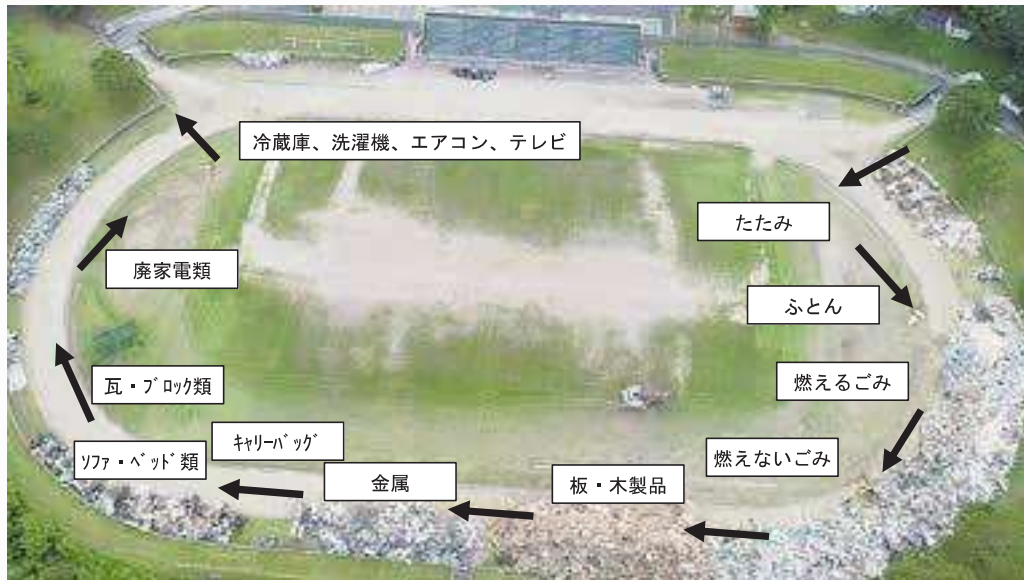 冷蔵庫、洗濯機、エアコン、テレビ
たたみ
廃家電類
ふとん
瓦・ブロック類
燃えるごみ
キャリーバッグ
ソファ・ベッド類
燃えないごみ
金属
板・木製品